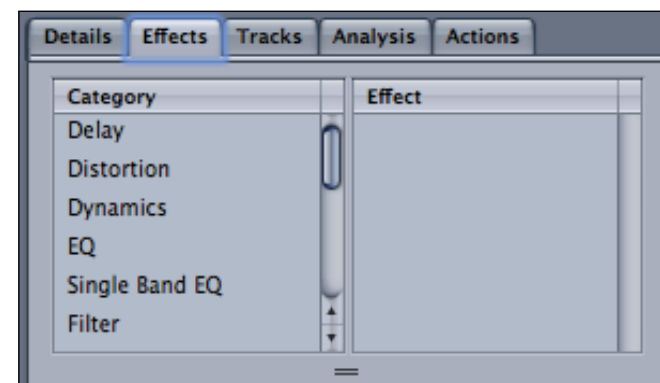 Details Effects Tracks Analysis Actions
Category Effect
Delay
Distortion
Dynamics
EQ
Single Band EQ
Filter